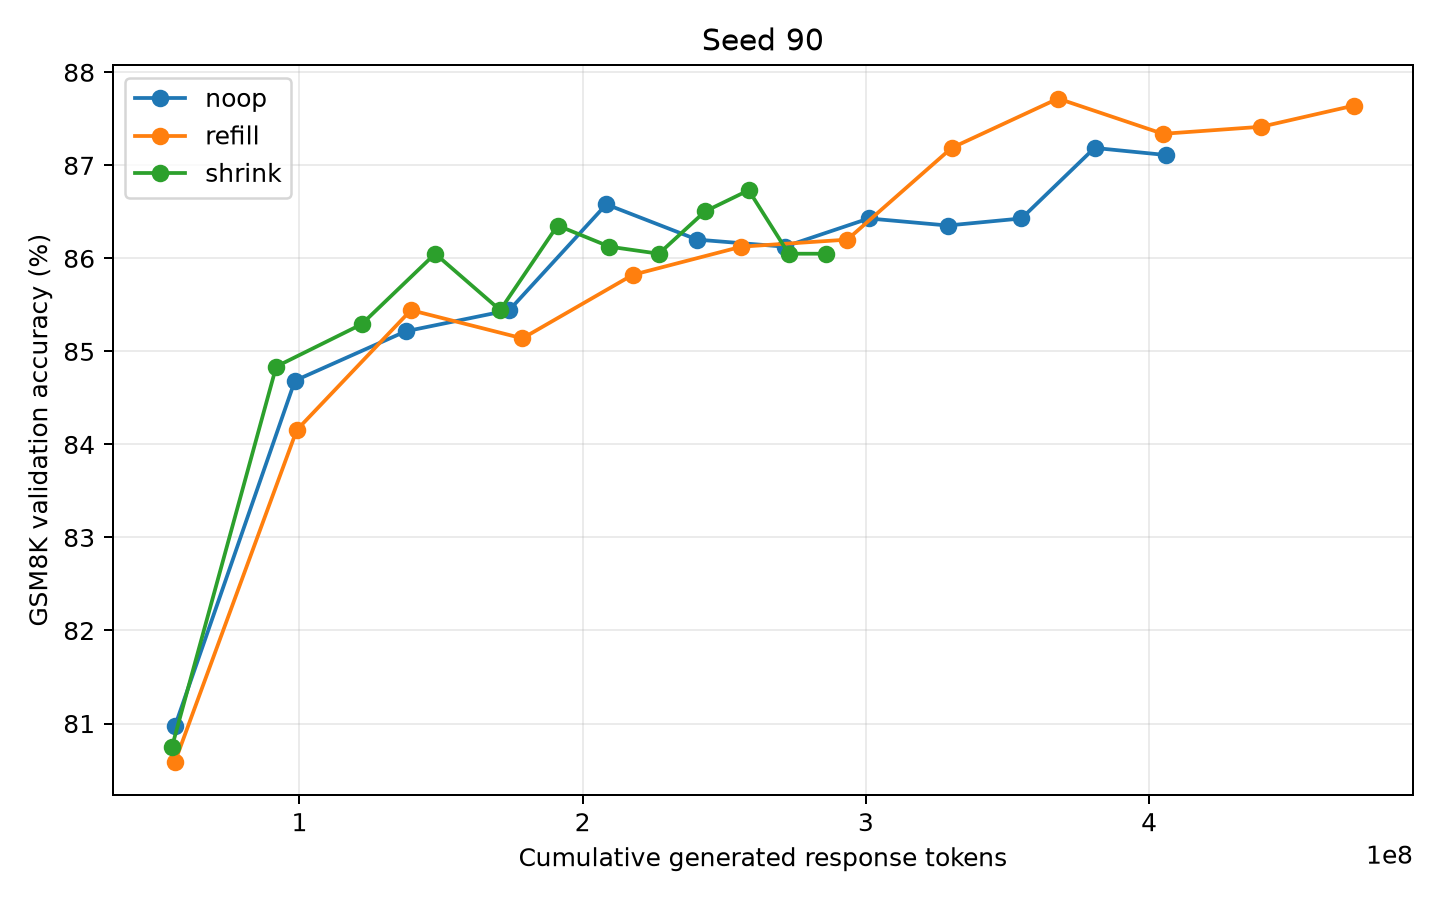 Seed 90
noop
refill
shrink
GSM8K validation accuracy (%)
88
87
86
85
84
83
82
81
1 2 3 4
1e8
Cumulative generated response tokens